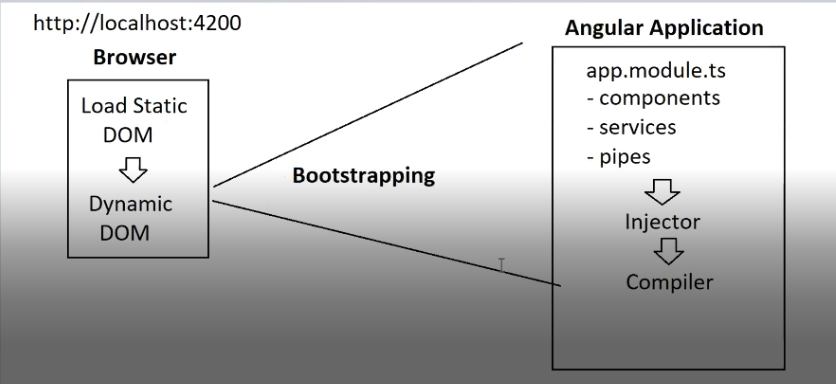 http://localhost:4200
Browser
Load Static
DOM
Dynamic
DOM
Bootstrapping
Angular Application
app.module.ts
- components
- services
- pipes
Injector
Compiler